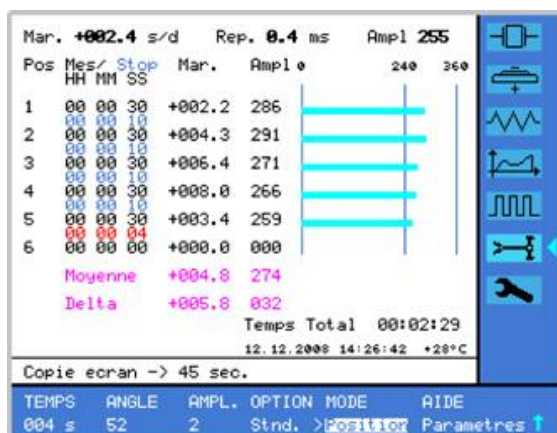 Mar. +002.4 s/d Rep. 0.4 ms Ampl 255
Pos Mes/ Stop Mar. Ampl 0 240 360
HH MM SS
1 00 00 30 +002.2 286
00 00 10
2 00 00 30 +004.3 291
00 00 10
3 00 00 30 +006.4 271
00 00 10
4 00 00 30 +008.0 266
00 00 10
5 00 00 30 +003.4 259
00 00 04
6 00 00 00 +000.0 000
Moyenne +004.8 274
Delta +005.8 032
Temps Total 00:02:29
12.12.2008 14:26:42 +28°C
Copie ecran -> 45 sec.
TEMPS ANGLE AMPL. OPTION MODE AIDE
004 s 52 2 Stnd. >Position Parametres ↑